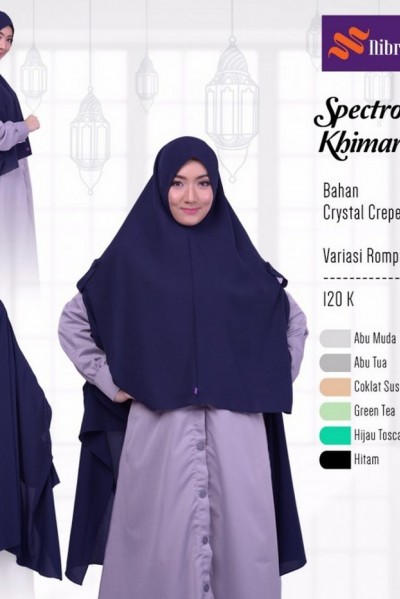 Nibr
Spectro
Khimar
Bahan
Crystal Crepe
Variasi Romp
120 K
Abu Muda
Abu Tua
Coklat Sus
Green Tea
Hijau Tosca
Hitam